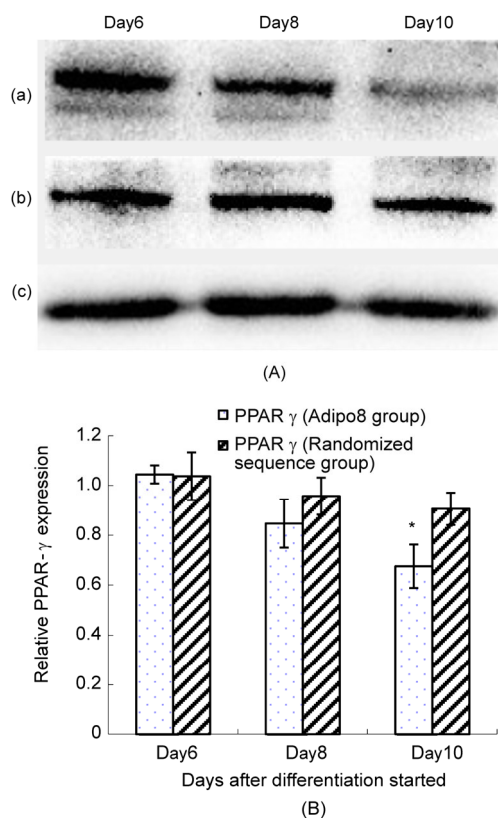 Day6 Day8 Day10
(a)
(b)
(c)
(A)
PPAR γ (Adipo8 group)
PPAR γ (Randomized
sequence group)
Relative PPAR-γ expression
1.2
1.0
0.8
0.6
0.4
0.2
0
*
Day6 Day8 Day10
Days after differentiation started
(B)